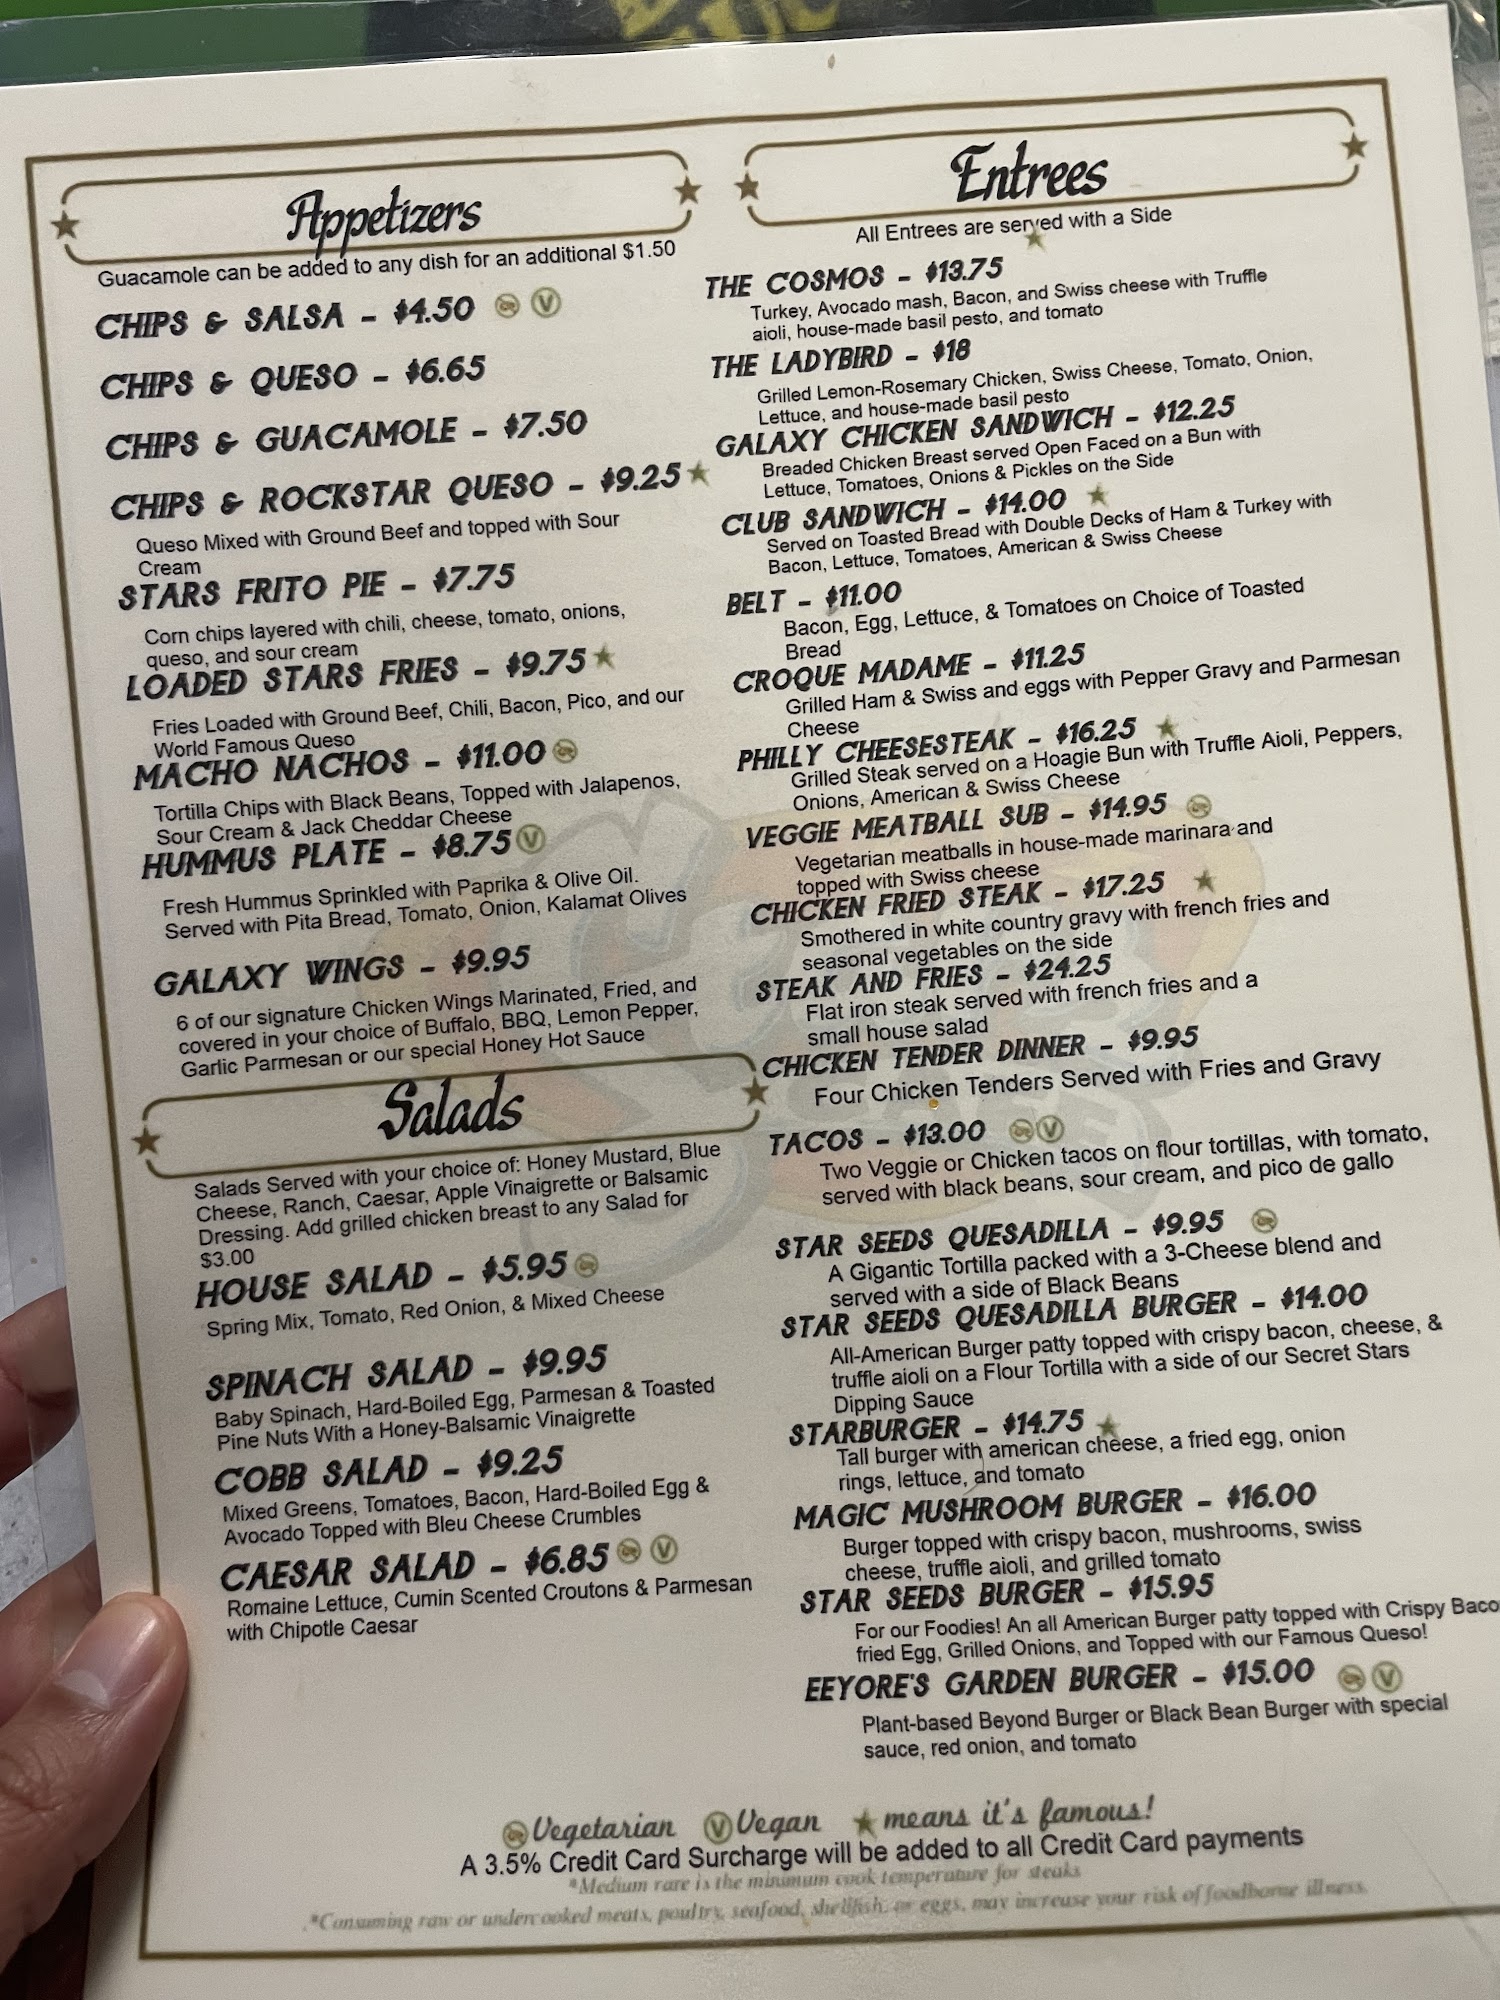 Appetizers
Guacamole can be added to any dish for an additional $1.50
CHIPS & SALSA - $4.50 V
CHIPS & QUESO - $6.65
CHIPS & GUACAMOLE - $7.50
CHIPS & ROCKSTAR QUESO - $9.25
Queso Mixed with Ground Beef and topped with Sour
Cream
STARS FRITO PIE - $7.75
Corn chips layered with chili, cheese, tomato, onions,
queso, and sour cream
LOADED STARS FRIES - $9.75
Fries Loaded with Ground Beef, Chili, Bacon, Pico, and our
World Famous Queso
MACHO NACHOS - $11.00
Tortilla Chips with Black Beans, Topped with Jalapenos,
Sour Cream & Jack Cheddar Cheese
HUMMUS PLATE - $8.75 V
Fresh Hummus Sprinkled with Paprika & Olive Oil.
Served with Pita Bread, Tomato, Onion, Kalamat Olives
GALAXY WINGS - $9.95
6 of our signature Chicken Wings Marinated, Fried, and
covered in your choice of Buffalo, BBQ, Lemon Pepper,
Garlic Parmesan or our special Honey Hot Sauce
Salads
Salads Served with your choice of: Honey Mustard, Blue
Cheese, Ranch, Caesar, Apple Vinaigrette or Balsamic
Dressing. Add grilled chicken breast to any Salad for
$3.00
HOUSE SALAD - $5.95
Spring Mix, Tomato, Red Onion, & Mixed Cheese
SPINACH SALAD - $9.95
Baby Spinach, Hard-Boiled Egg, Parmesan & Toasted
Pine Nuts With a Honey-Balsamic Vinaigrette
COBB SALAD - $9.25
Mixed Greens, Tomatoes, Bacon, Hard-Boiled Egg &
Avocado Topped with Bleu Cheese Crumbles
CAESAR SALAD - $6.85 V
Romaine Lettuce, Cumin Scented Croutons & Parmesan
with Chipotle Caesar
Entrees
All Entrees are served with a Side
THE COSMOS - $13.75
Turkey, Avocado mash, Bacon, and Swiss cheese with Truffle
aioli, house-made basil pesto, and tomato
THE LADYBIRD - $18
Grilled Lemon-Rosemary Chicken, Swiss Cheese, Tomato, Onion,
Lettuce, and house-made basil pesto
GALAXY CHICKEN SANDWICH - $12.25
Breaded Chicken Breast served Open Faced on a Bun with
Lettuce, Tomatoes, Onions & Pickles on the Side
CLUB SANDWICH - $14.00
Served on Toasted Bread with Double Decks of Ham & Turkey with
Bacon, Lettuce, Tomatoes, American & Swiss Cheese
BELT - $11.00
Bacon, Egg, Lettuce, & Tomatoes on Choice of Toasted
Bread
CROQUE MADAME - $11.25
Grilled Ham & Swiss and eggs with Pepper Gravy and Parmesan
Cheese
PHILLY CHEESESTEAK - $16.25
Grilled Steak served on a Hoagie Bun with Truffle Aioli, Peppers,
Onions, American & Swiss Cheese
VEGGIE MEATBALL SUB - $14.95
Vegetarian meatballs in house-made marinara and
topped with Swiss cheese
CHICKEN FRIED STEAK - $17.25
Smothered in white country gravy with french fries and
seasonal vegetables on the side
STEAK AND FRIES - $24.25
Flat iron steak served with french fries and a
small house salad
CHICKEN TENDER DINNER - $9.95
Four Chicken Tenders Served with Fries and Gravy
TACOS - $13.00 V
Two Veggie or Chicken tacos on flour tortillas, with tomato,
served with black beans, sour cream, and pico de gallo
STAR SEEDS QUESADILLA - $9.95
A Gigantic Tortilla packed with a 3-Cheese blend and
served with a side of Black Beans
STAR SEEDS QUESADILLA BURGER - $14.00
All-American Burger patty topped with crispy bacon, cheese, &
truffle aioli on a Flour Tortilla with a side of our Secret Stars
Dipping Sauce
STARBURGER - $14.75
Tall burger with american cheese, a fried egg, onion
rings, lettuce, and tomato
MAGIC MUSHROOM BURGER - $16.00
Burger topped with crispy bacon, mushrooms, swiss
cheese, truffle aioli, and grilled tomato
STAR SEEDS BURGER - $15.95
For our Foodies! An all American Burger patty topped with Crispy Baco
fried Egg, Grilled Onions, and Topped with our Famous Queso!
EEYORE'S GARDEN BURGER - $15.00 V
Plant-based Beyond Burger or Black Bean Burger with special
sauce, red onion, and tomato
Vegetarian V Vegan means it's famous!
A 3.5% Credit Card Surcharge will be added to all Credit Card payments
*Medium rare is the minimum cook temperature for steaks
*Consuming raw or undercooked meats, poultry, seafood, shellfish, or eggs, may increase your risk of foodborne illness.